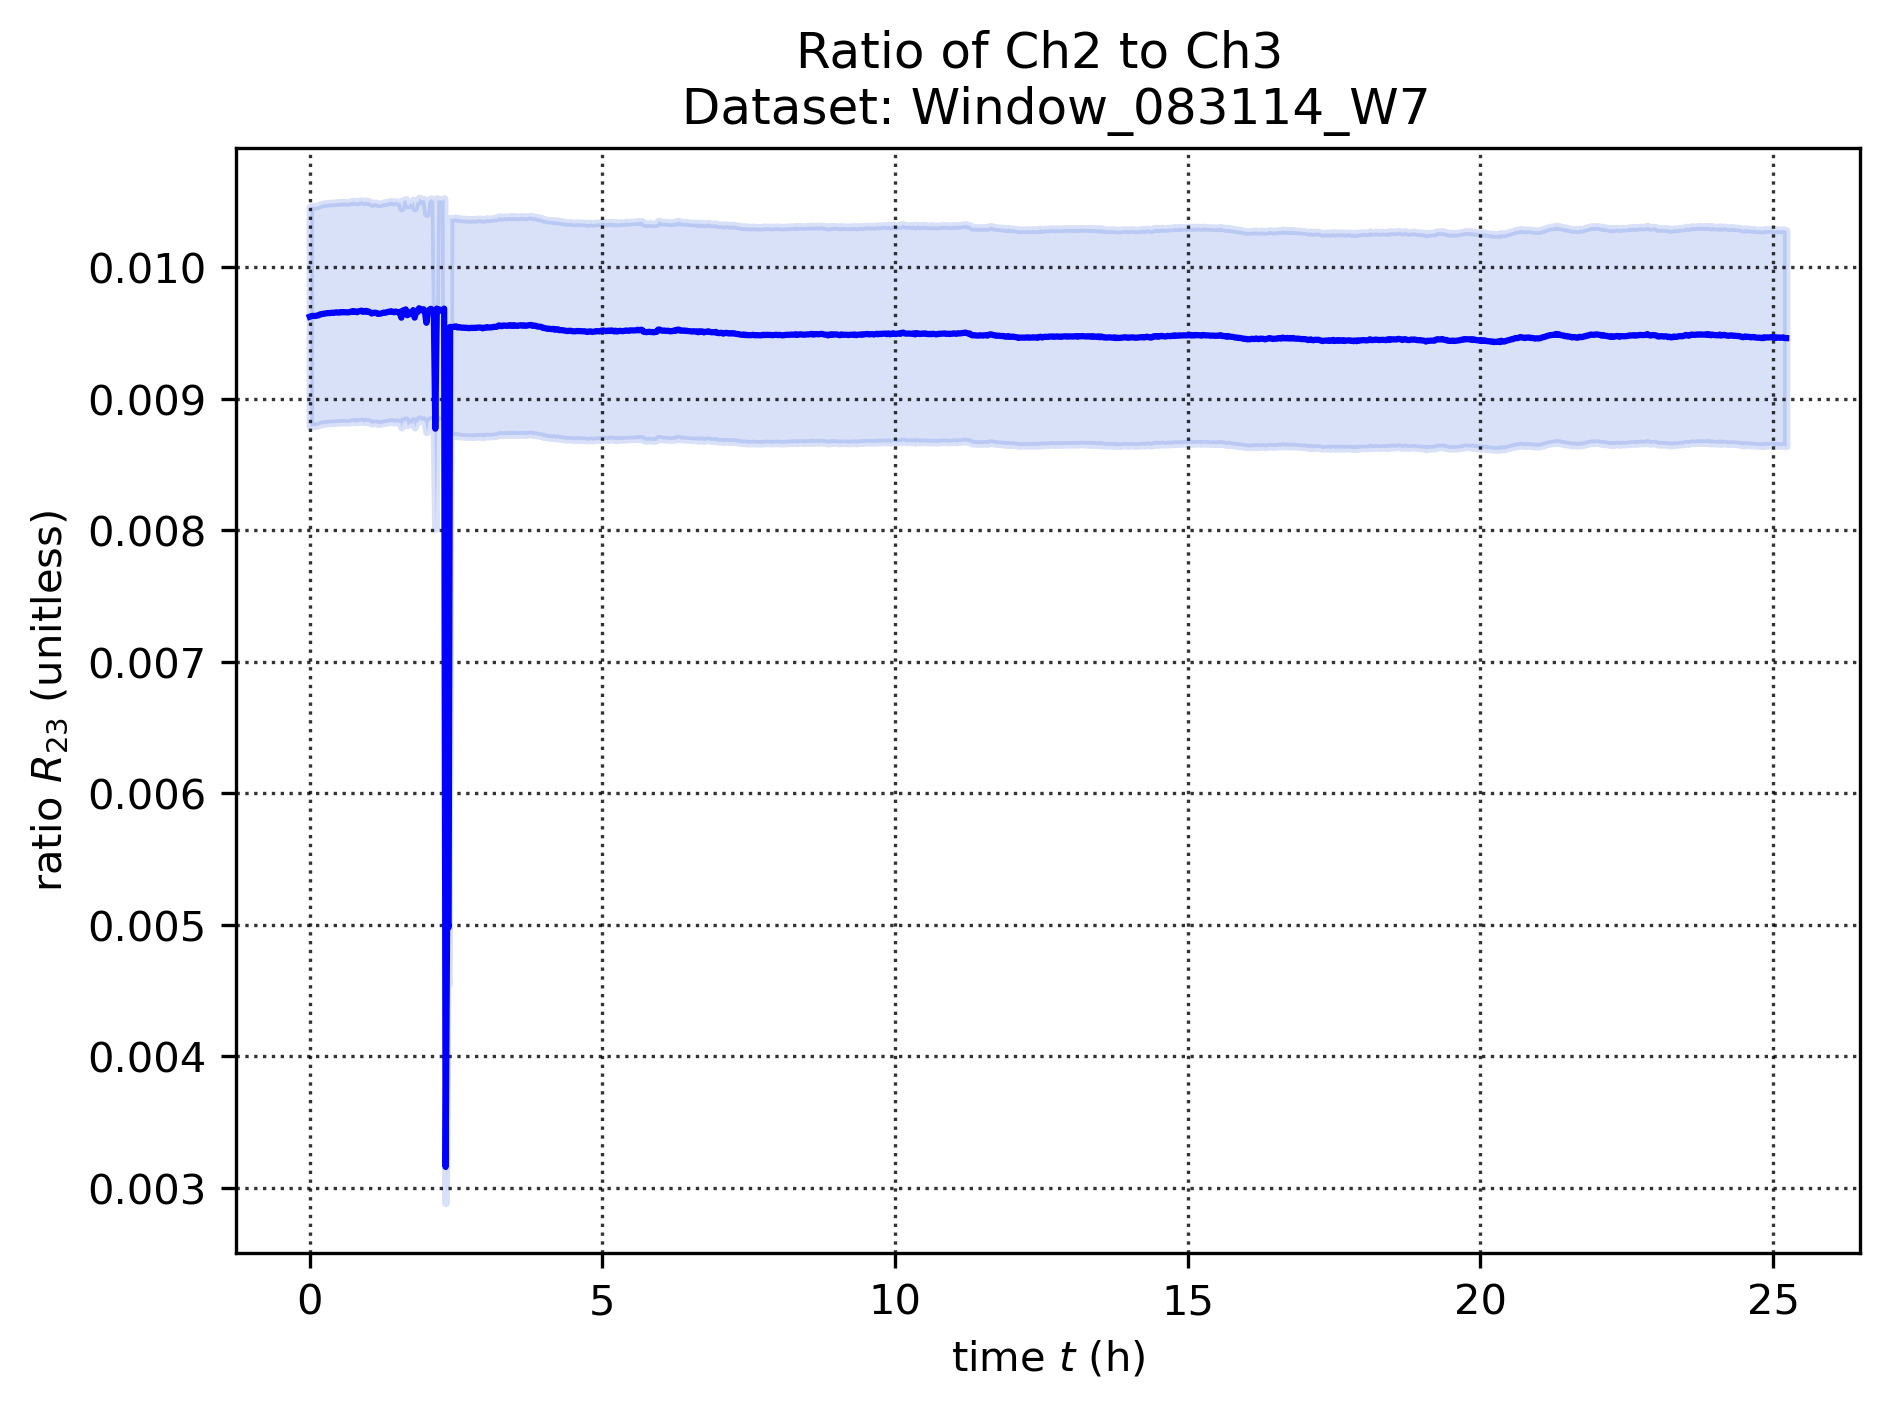 Ratio of Ch2 to Ch3
Dataset: Window_083114_W7
ratio R₂₃ (unitless)
0.010
0.009
0.008
0.007
0.006
0.005
0.004
0.003
0 5 10 15 20 25
time t (h)